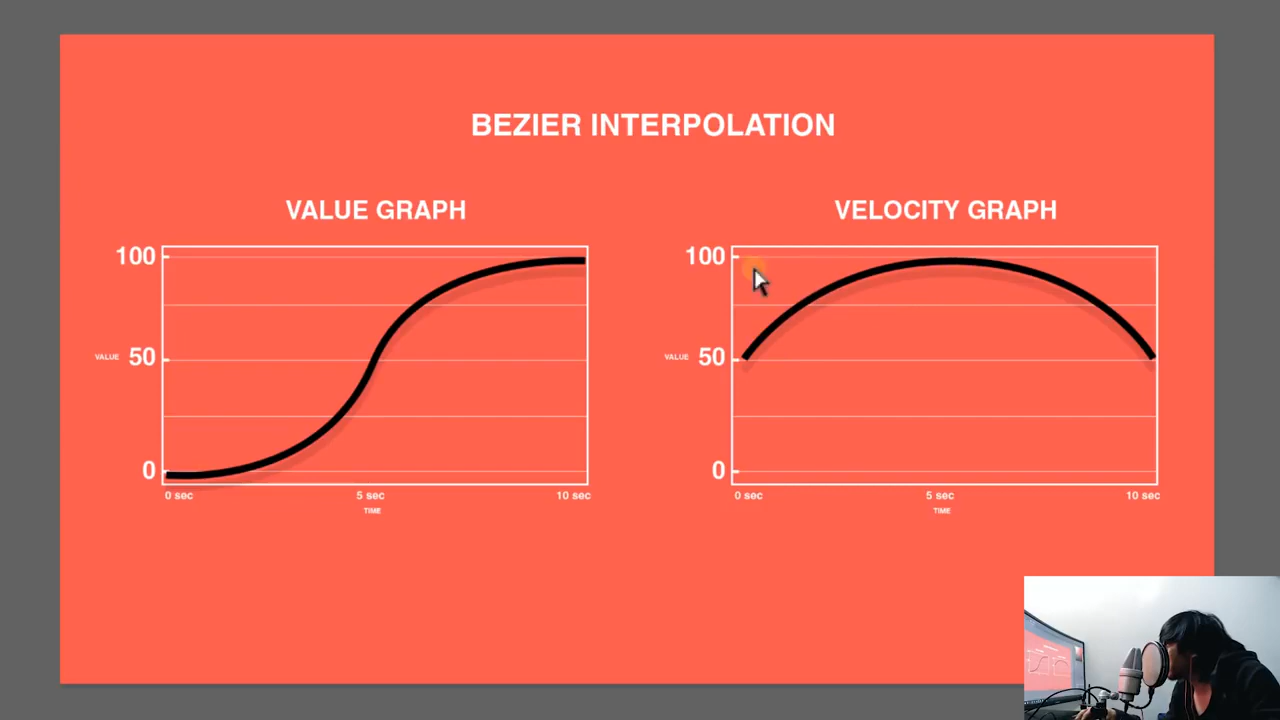 BEZIER INTERPOLATION
VALUE GRAPH
100
VALUE 50
0
0 sec 5 sec 10 sec
TIME
VELOCITY GRAPH
100
VALUE 50
0
0 sec 5 sec 10 sec
TIME